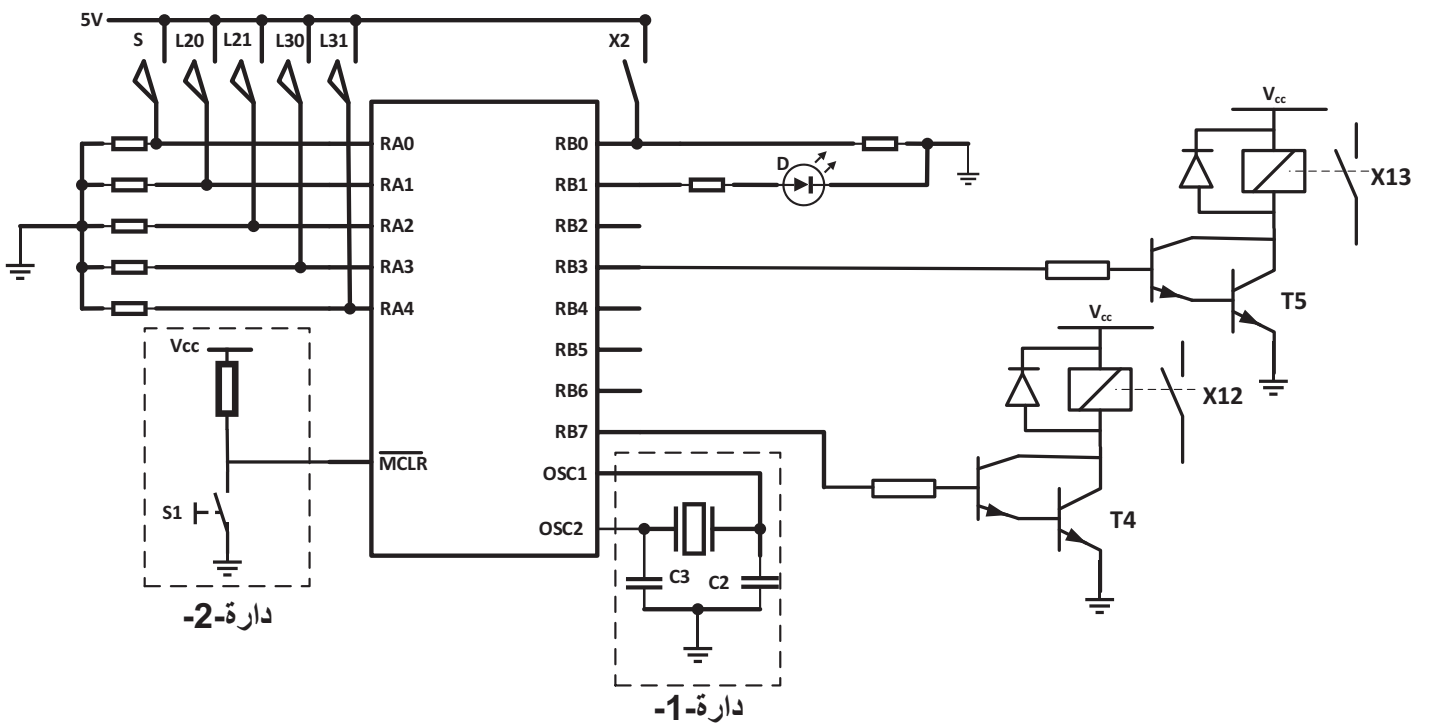 5V
S L20 L21 L30 L31 X2
Vcc
RA0 RB0
X13
D
RA1 RB1
RA2 RB2
RA3 RB3
T5
RA4 RB4
Vcc
Vcc
RB5
RB6
X12
RB7
MCLR
OSC1
S1
OSC2
T4
C3 C2
دارة-2-
دارة-1-